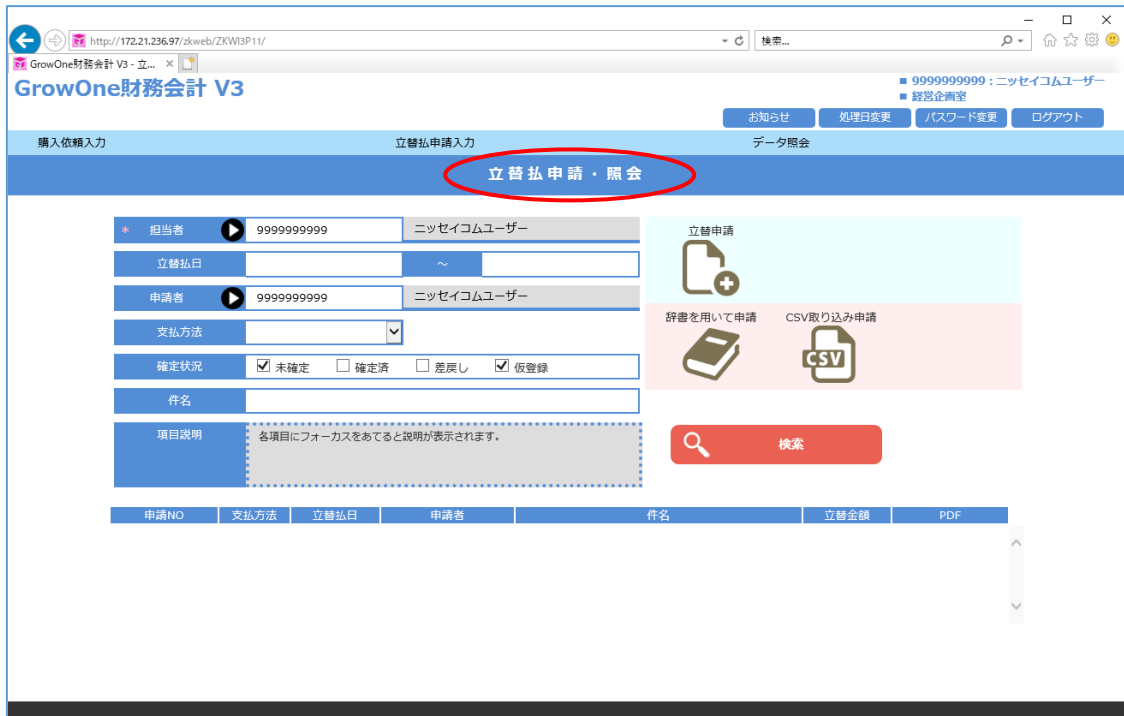 http://172.21.236.97/zkweb/ZKWI3P11/
検索...
GrowOne財務会計 V3 - 立...
GrowOne財務会計 V3
9999999999：ニッセイコムユーザー
経営企画室
お知らせ 処理日変更 パスワード変更 ログアウト
購入依頼入力 立替払申請入力 データ照会
立替払申請・照会
* 担当者 9999999999 ニッセイコムユーザー
立替払日 ～
申請者 9999999999 ニッセイコムユーザー
支払方法
確定状況 未確定 確定済 差戻し 仮登録
件名
項目説明 各項目にフォーカスをあてると説明が表示されます。
立替申請
辞書を用いて申請 CSV取り込み申請
CSV
検索
申請NO 支払方法 立替払日 申請者 件名 立替金額 PDF